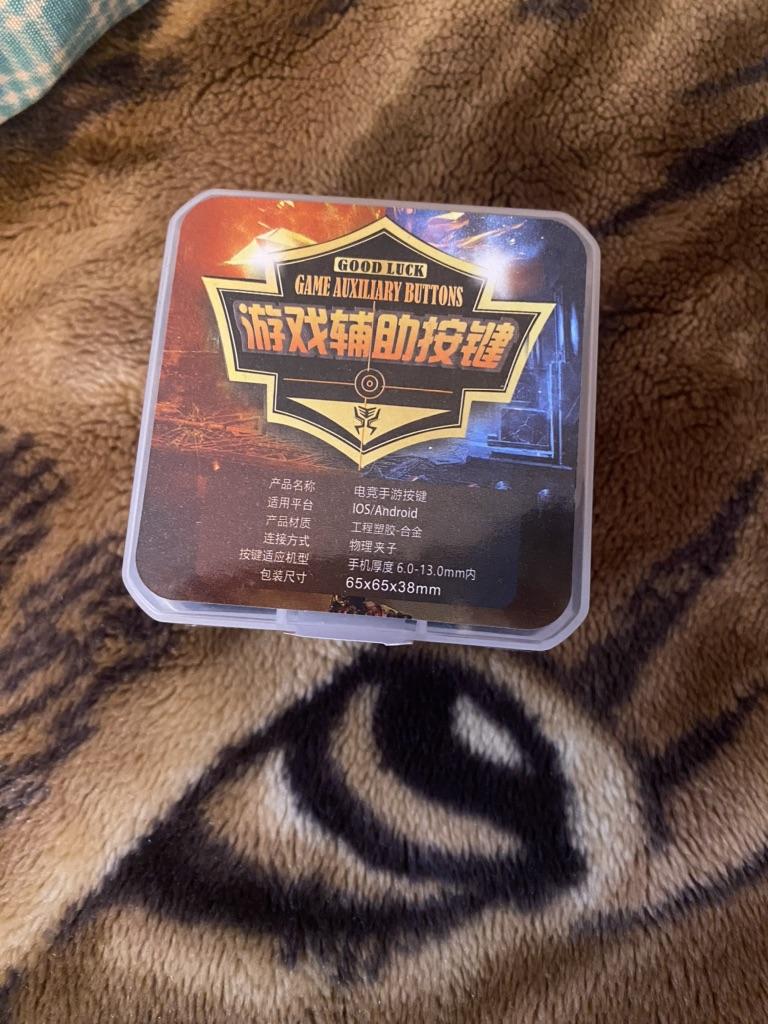 GOOD LUCK
GAME AUXILIARY BUTTONS
游戏辅助按键
产品名称 电竞手游按键
适用平台 IOS/Android
产品材质 工程塑胶-合金
连接方式 物理夹子
按键适应机型 手机厚度 6.0-13.0mm内
包装尺寸 65x65x38mm